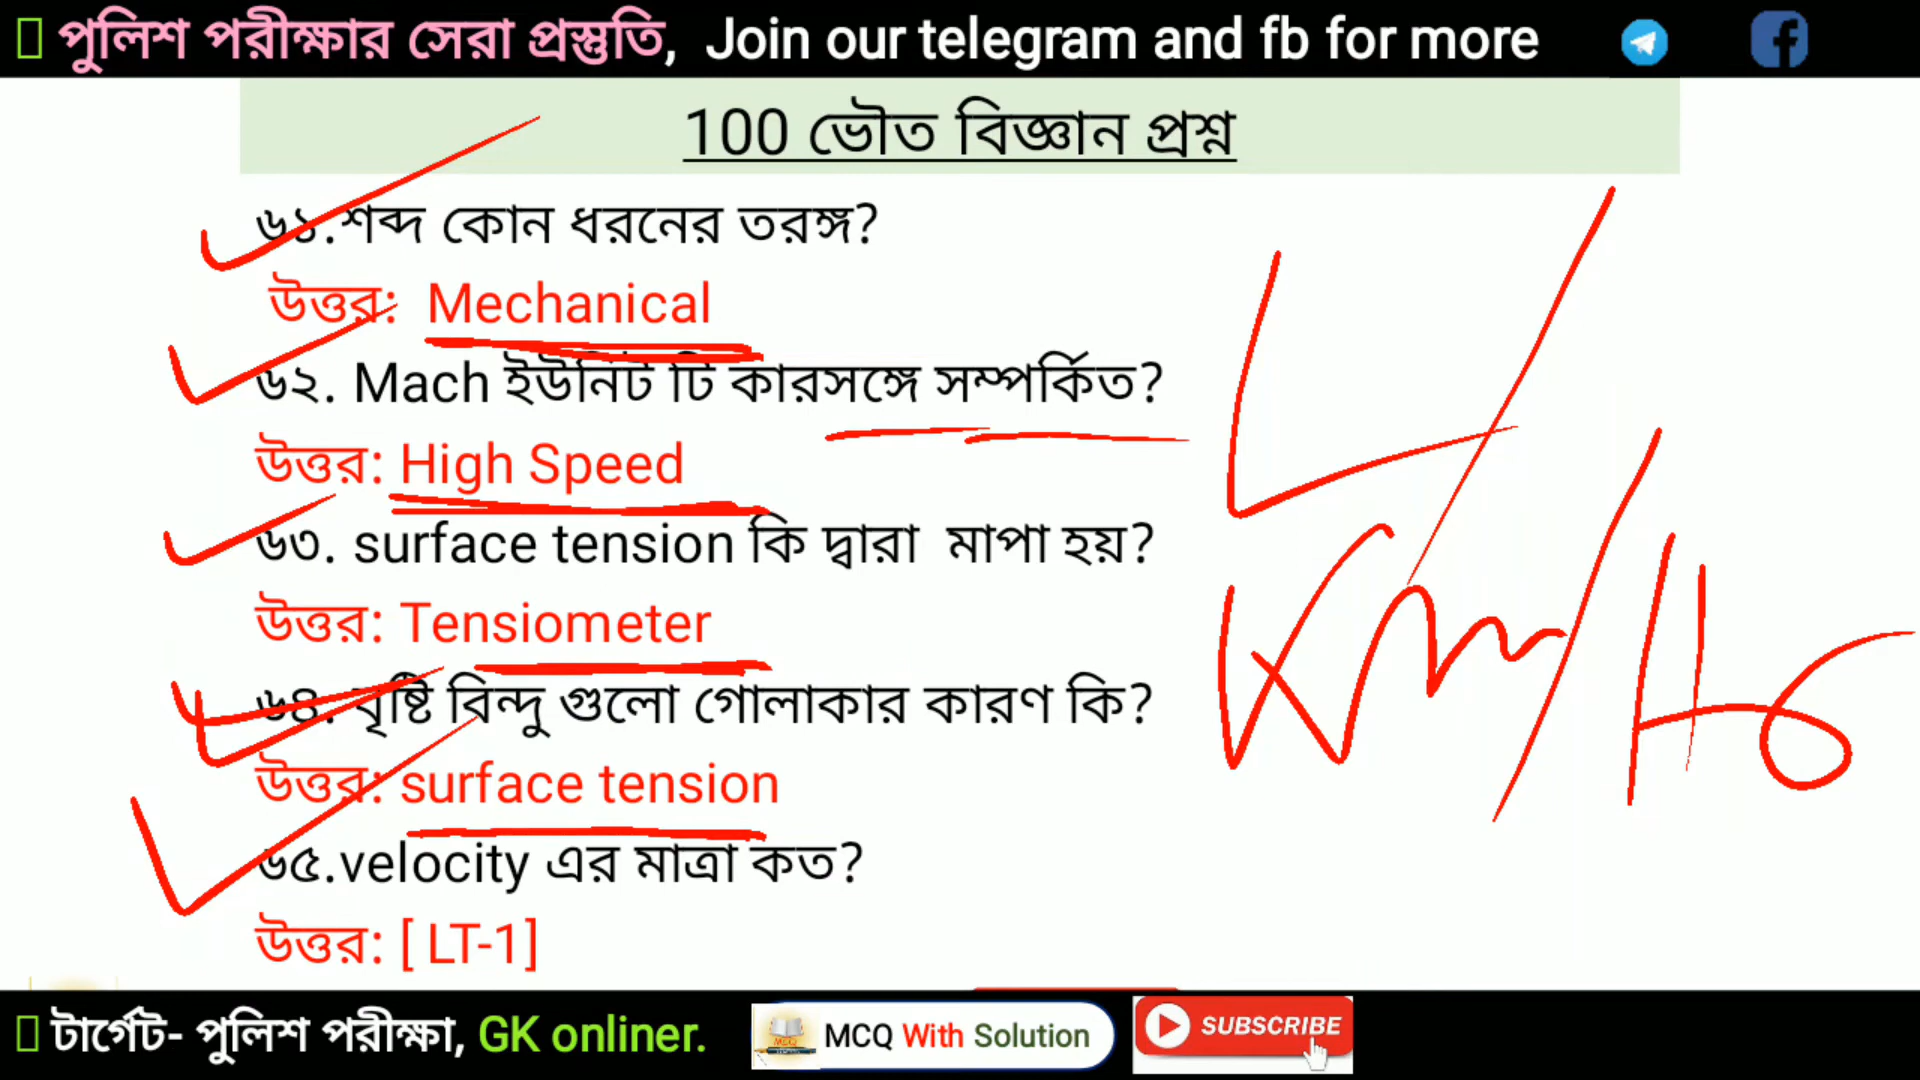 পুলিশ পরীক্ষার সেরা প্রস্তুতি, Join our telegram and fb for more
100 ভৌত বিজ্ঞান প্রশ্ন
৬১.শব্দ কোন ধরনের তরঙ্গ?
উত্তর: Mechanical
৬২. Mach ইউনিট টি কারসঙ্গে সম্পর্কিত?
উত্তর: High Speed
৬৩. surface tension কি দ্বারা মাপা হয়?
উত্তর: Tensiometer
৬৪. বৃষ্টি বিন্দু গুলো গোলাকার কারণ কি?
উত্তর: surface tension
৬৫.velocity এর মাত্রা কত?
উত্তর: [ LT-1]
Km/H
টার্গেট- পুলিশ পরীক্ষা, GK onliner.
MCQ With Solution
SUBSCRIBE